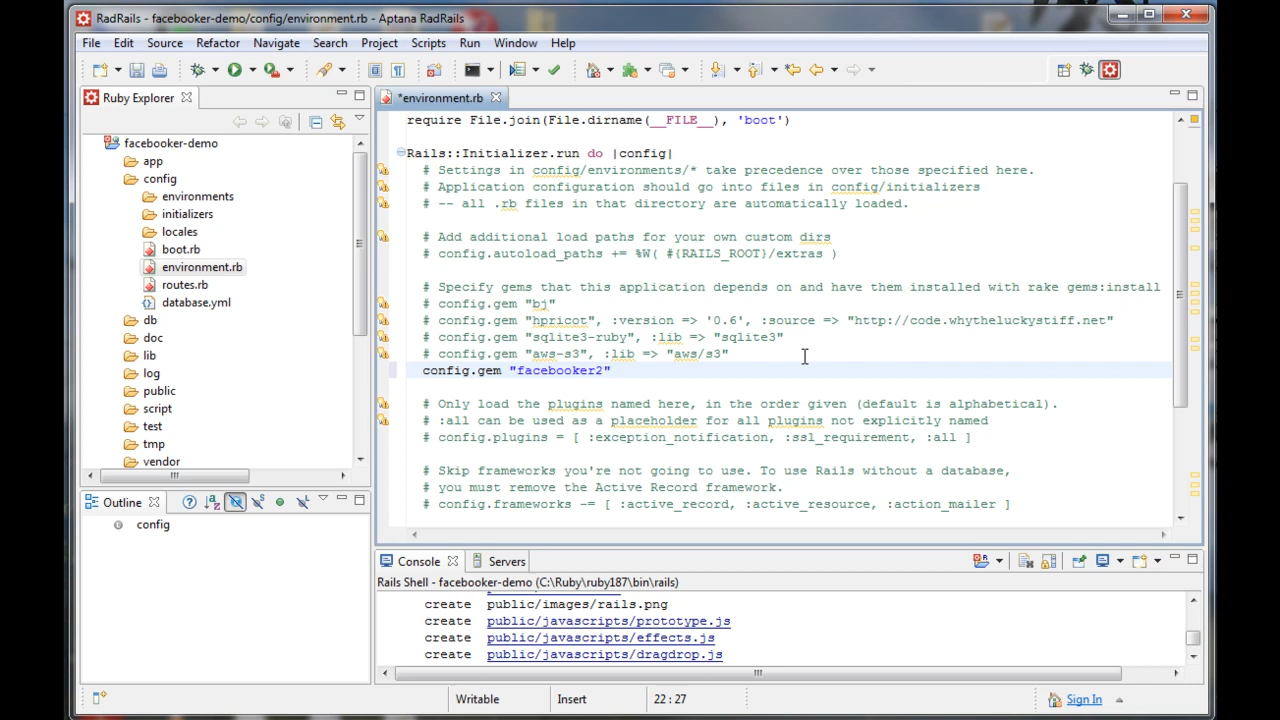 RadRails - facebooker-demo/config/environment.rb - Aptana RadRails
File Edit Source Refactor Navigate Search Project Scripts Run Window Help
Ruby Explorer
facebooker-demo
app
config
environments
initializers
locales
boot.rb
environment.rb
routes.rb
database.yml
db
doc
lib
log
public
script
test
tmp
vendor
Outline
config
*environment.rb
require File.join(File.dirname(__FILE__), 'boot')
Rails::Initializer.run do |config|
# Settings in config/environments/* take precedence over those specified here.
# Application configuration should go into files in config/initializers
# -- all .rb files in that directory are automatically loaded.
# Add additional load paths for your own custom dirs
# config.autoload_paths += %W( #{RAILS_ROOT}/extras )
# Specify gems that this application depends on and have them installed with rake gems:install
# config.gem "bj"
# config.gem "hpricot", :version => '0.6', :source => "http://code.whytheluckystiff.net"
# config.gem "sqlite3-ruby", :lib => "sqlite3"
# config.gem "aws-s3", :lib => "aws/s3"
config.gem "facebooker2"
# Only load the plugins named here, in the order given (default is alphabetical).
# :all can be used as a placeholder for all plugins not explicitly named
# config.plugins = [ :exception_notification, :ssl_requirement, :all ]
# Skip frameworks you're not going to use. To use Rails without a database,
# you must remove the Active Record framework.
# config.frameworks -= [ :active_record, :active_resource, :action_mailer ]
Console Servers
Rails Shell - facebooker-demo (C:\Ruby\ruby187\bin\rails)
create public/images/rails.png
create public/javascripts/prototype.js
create public/javascripts/effects.js
create public/javascripts/dragdrop.js
Writable Insert 22 : 27 Sign In